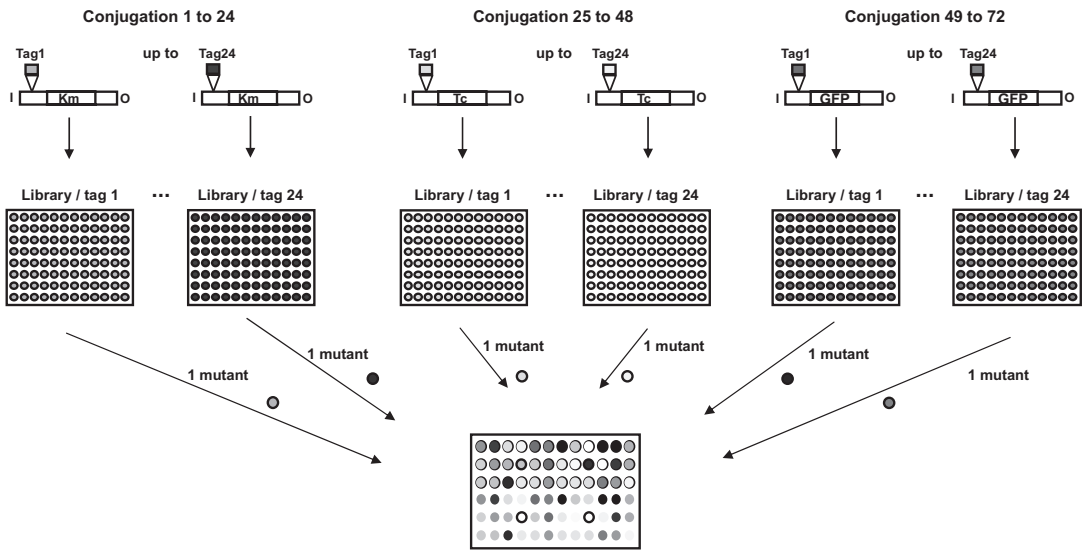 Conjugation 1 to 24 Conjugation 25 to 48 Conjugation 49 to 72
Tag1 up to Tag24 Tag1 up to Tag24 Tag1 up to Tag24
I Km O I Km O I Tc O I Tc O I GFP O I GFP O
Library / tag 1 ... Library / tag 24 Library / tag 1 ... Library / tag 24 Library / tag 1 ... Library / tag 24
1 mutant 1 mutant 1 mutant 1 mutant
1 mutant 1 mutant